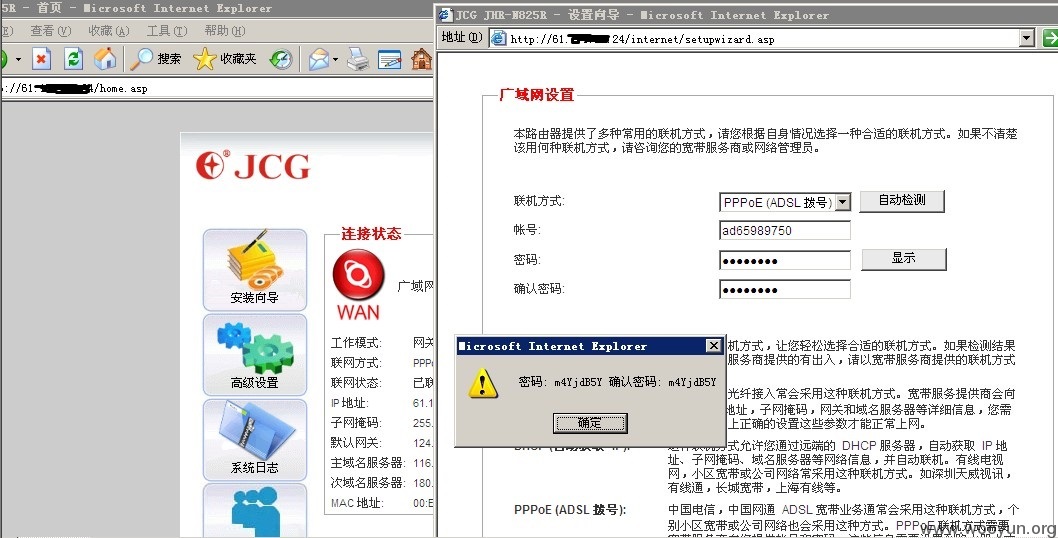 5R - 首页 - Microsoft Internet Explorer
(E) 查看(V) 收藏(A) 工具(T) 帮助(H)
搜索 收藏夹
://61. 4/home.asp
JCG
安装向导
高级设置
系统日志
连接状态
WAN
广域网
工作模式: 网关
联网方式: PPPo
联网状态: 已联
IP地址: 61.1
子网掩码: 255.
默认网关: 124.
主域名服务器: 116.
次域名服务器: 180.
MAC 地址: 00:E
JCG JHR-N825R - 设置向导 - Microsoft Internet Explorer
地址(D) http://61. 24/internet/setupwizard.asp
广域网设置
本路由器提供了多种常用的联机方式，请您根据自身情况选择一种合适的联机方式。如果不清楚
该用何种联机方式，请咨询您的宽带服务商或网络管理员。
联机方式: PPPoE (ADSL 拨号) 自动检测
帐号: ad65989750
密码: ●●●●●●●● 显示
确认密码: ●●●●●●●●
Microsoft Internet Explorer
密码: m4YjdB5Y 确认密码: m4YjdB5Y
确定
机方式，让您轻松选择合适的联机方式。如果检测结果
服务商提供的有出入，请以宽带服务商提供的联机方式
光纤接入常会采用这种联机方式。宽带服务提供商会向
地址，子网掩码，网关和域名服务器等详细信息，您需
上正确的设置这些参数才能正常上网。
DHCP (自动获取 IP):
这种联机方式允许您通过远端的 DHCP 服务器，自动获取 IP 地
址、子网掩码、域名服务器等网络信息，并自动联机。有线电视
网，小区宽带或公司网络常采用这种联机方式。如深圳天威视讯，
有线通，长城宽带，上海有线等。
PPPoE (ADSL 拨号):
中国电信，中国网通 ADSL 宽带业务通常会采用这种联机方式，个
别小区宽带或公司网络也会采用这种方式。PPPoE 联机方式需要
www.wooyun.org